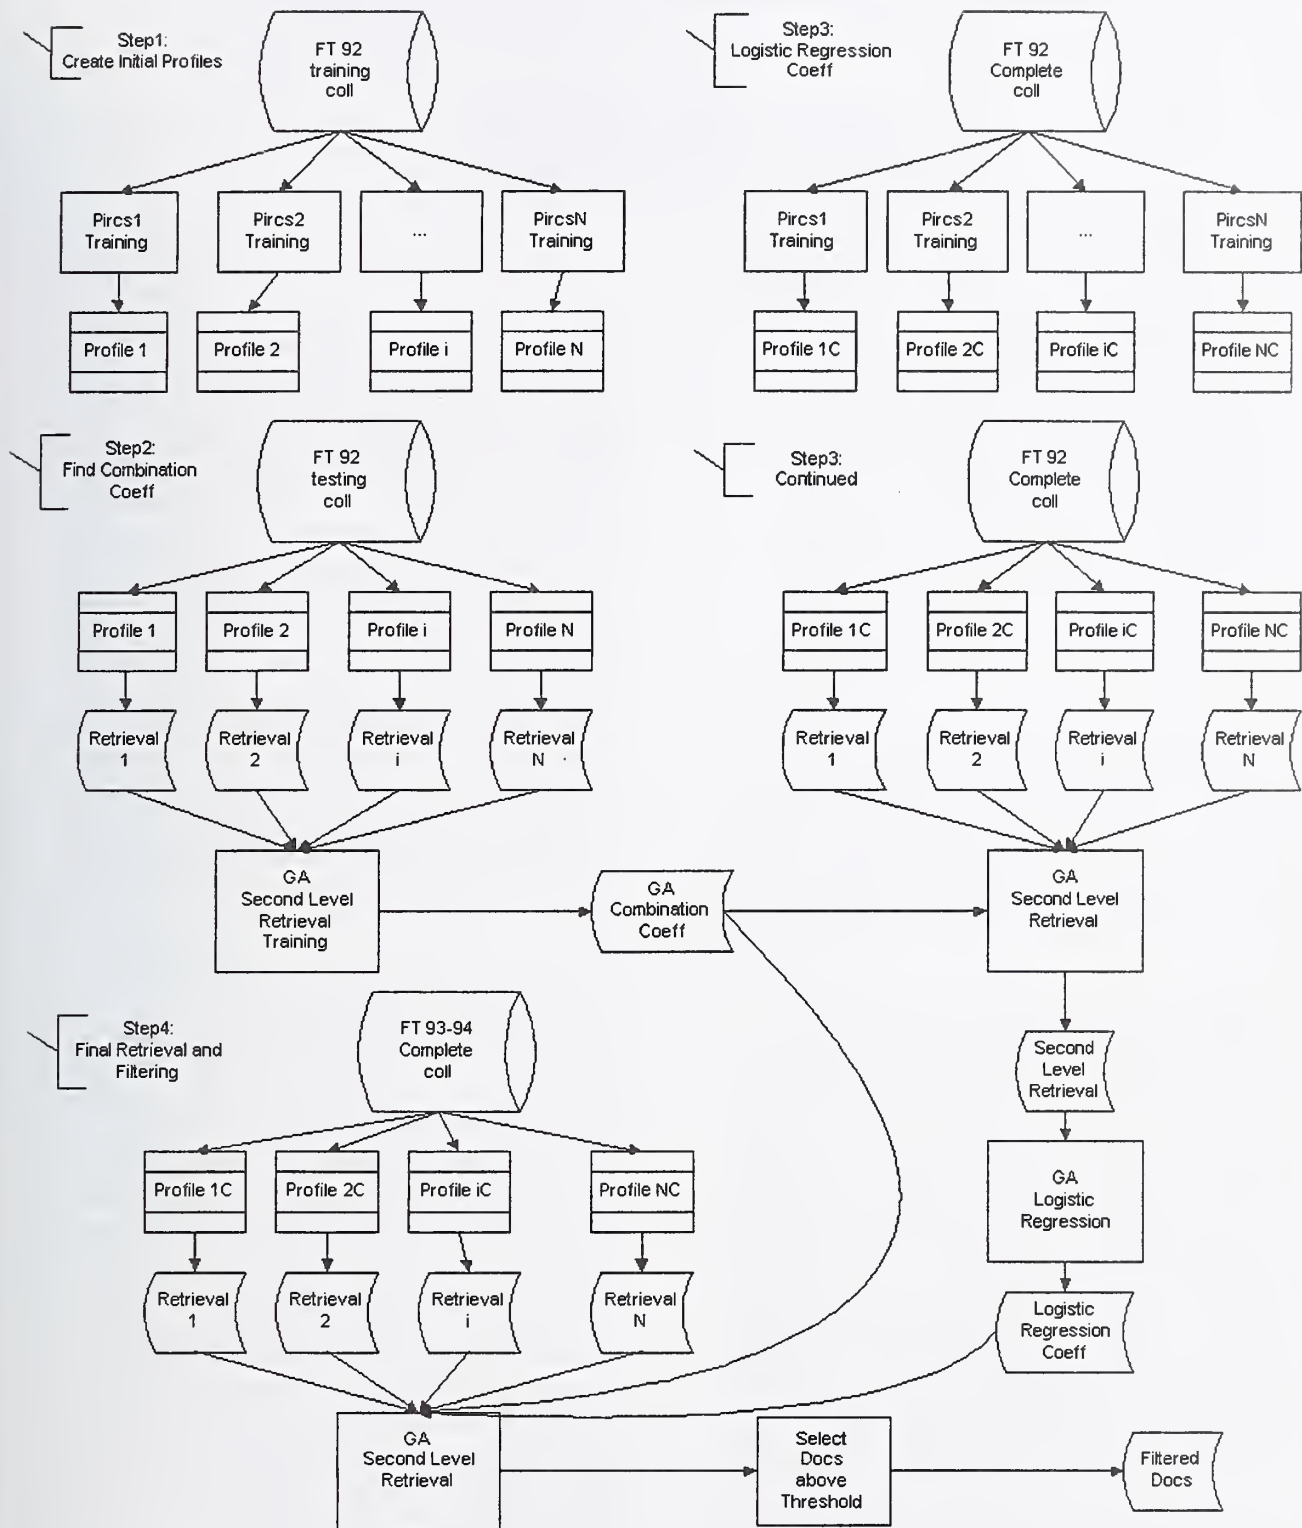 Step1:
Create Initial Profiles
FT 92
training
coll
Pircs1
Training
Pircs2
Training
...
PircsN
Training
Profile 1
Profile 2
Profile i
Profile N
Step3:
Logistic Regression
Coeff
FT 92
Complete
coll
Pircs1
Training
Pircs2
Training
...
PircsN
Training
Profile 1C
Profile 2C
Profile iC
Profile NC
Step2:
Find Combination
Coeff
FT 92
testing
coll
Profile 1
Profile 2
Profile i
Profile N
Retrieval
1
Retrieval
2
Retrieval
i
Retrieval
N
GA
Second Level
Retrieval
Training
GA
Combination
Coeff
Step3:
Continued
FT 92
Complete
coll
Profile 1C
Profile 2C
Profile iC
Profile NC
Retrieval
1
Retrieval
2
Retrieval
i
Retrieval
N
GA
Second Level
Retrieval
Second
Level
Retrieval
GA
Logistic
Regression
Logistic
Regression
Coeff
Step4:
Final Retrieval and
Filtering
FT 93-94
Complete
coll
Profile 1C
Profile 2C
Profile iC
Profile NC
Retrieval
1
Retrieval
2
Retrieval
i
Retrieval
N
GA
Second Level
Retrieval
Select
Docs
above
Threshold
Filtered
Docs